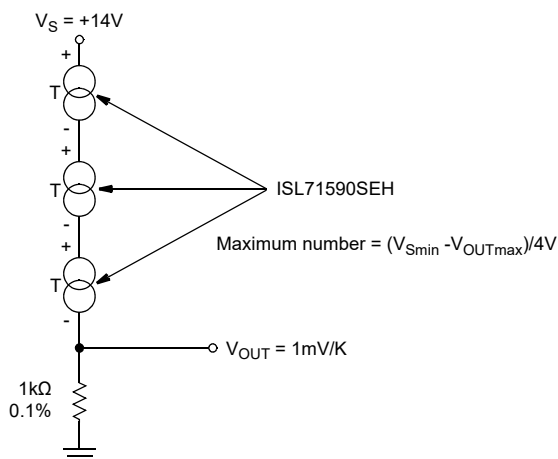 V_S = +14V
+
T
-
+
T
-
ISL71590SEH
+
T
-
Maximum number = (V_Smin -V_OUTmax)/4V
V_OUT = 1mV/K
1kΩ
0.1%